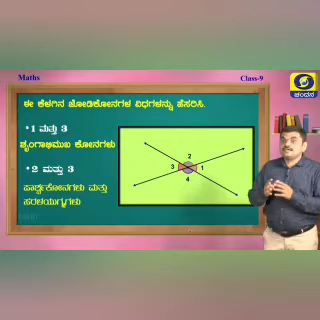 Maths
Class-9
ಚಂದನ
ಈ ಕೆಳಗಿನ ಜೋಡಿಕೋನಗಳ ವಿಧಗಳನ್ನು ಹೆಸರಿಸಿ.
•1 ಮತ್ತು 3
ಶೃಂಗಾಭಿಮುಖ ಕೋನಗಳು
•2 ಮತ್ತು 3
ಪಾರ್ಶ್ವಕೋನಗಳು ಮತ್ತು
ಸರಳಯುಗ್ಮಗಳು
2
3
1
4